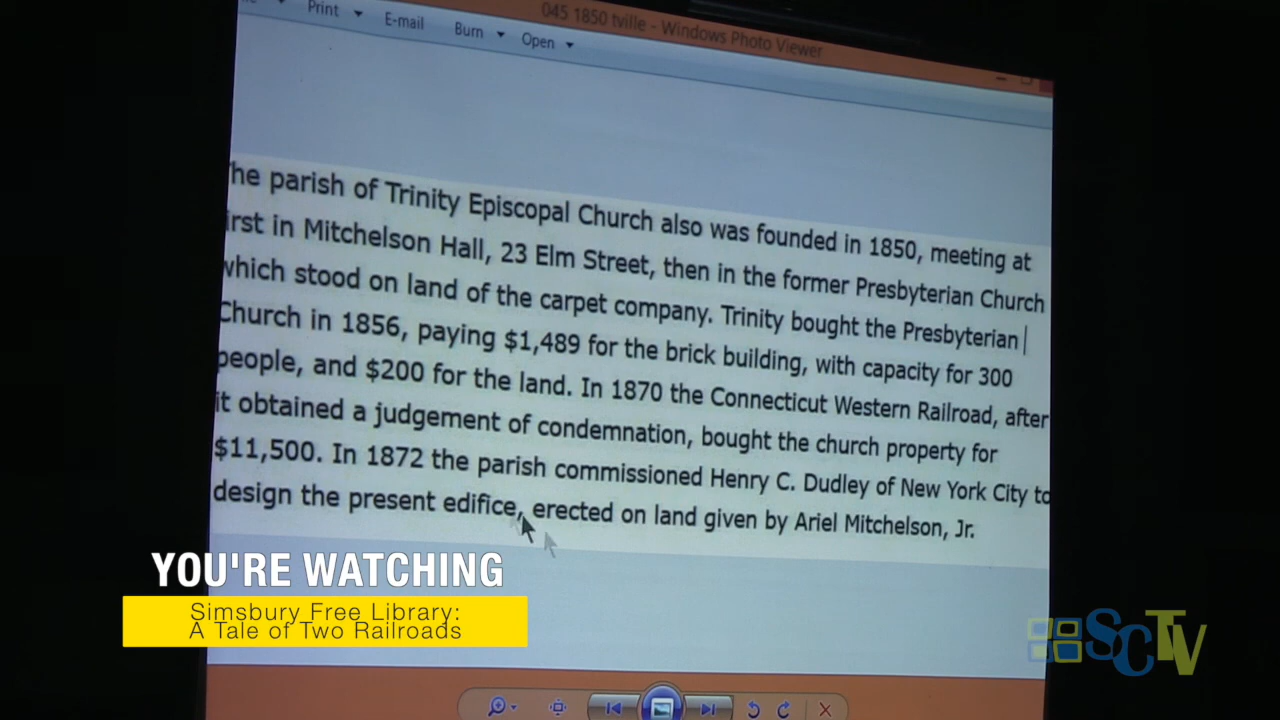 Print
E-mail
Burn
Open
045 1850 tville - Windows Photo Viewer
he parish of Trinity Episcopal Church also was founded in 1850, meeting at
irst in Mitchelson Hall, 23 Elm Street, then in the former Presbyterian Church
which stood on land of the carpet company. Trinity bought the Presbyterian
Church in 1856, paying $1,489 for the brick building, with capacity for 300
people, and $200 for the land. In 1870 the Connecticut Western Railroad, after
it obtained a judgement of condemnation, bought the church property for
$11,500. In 1872 the parish commissioned Henry C. Dudley of New York City to
design the present edifice, erected on land given by Ariel Mitchelson, Jr.
YOU'RE WATCHING
Simsbury Free Library:
A Tale of Two Railroads
SCTV